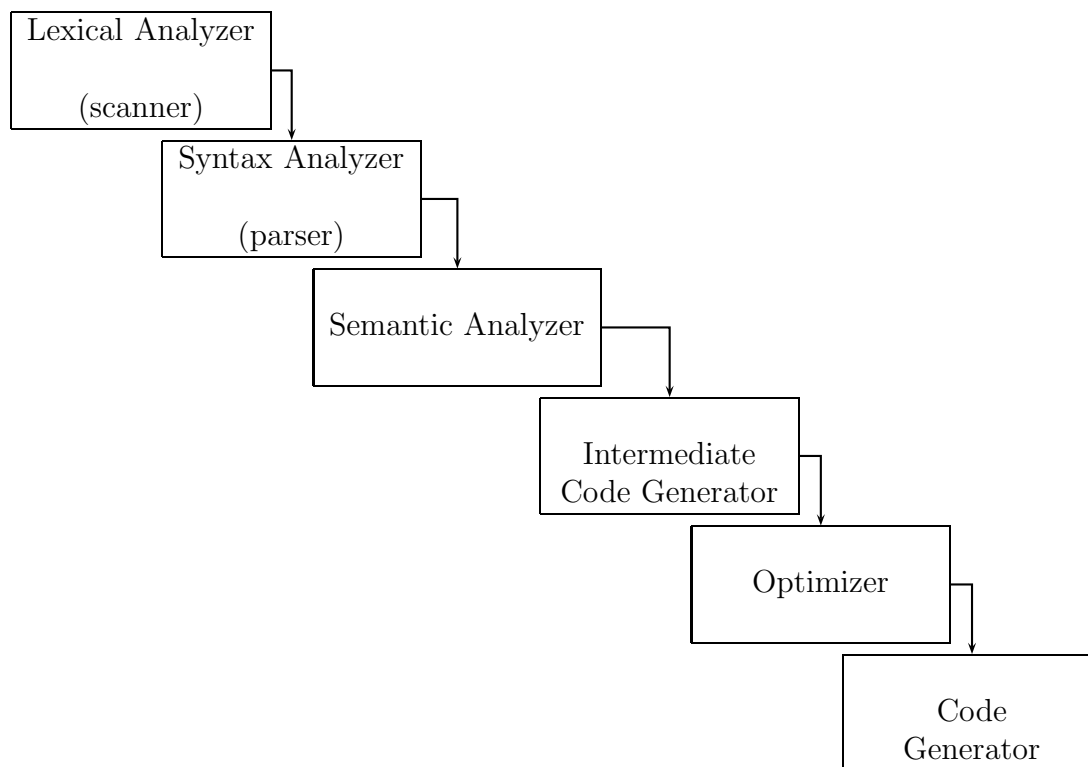 Lexical Analyzer
(scanner)
Syntax Analyzer
(parser)
Semantic Analyzer
Intermediate
Code Generator
Optimizer
Code
Generator